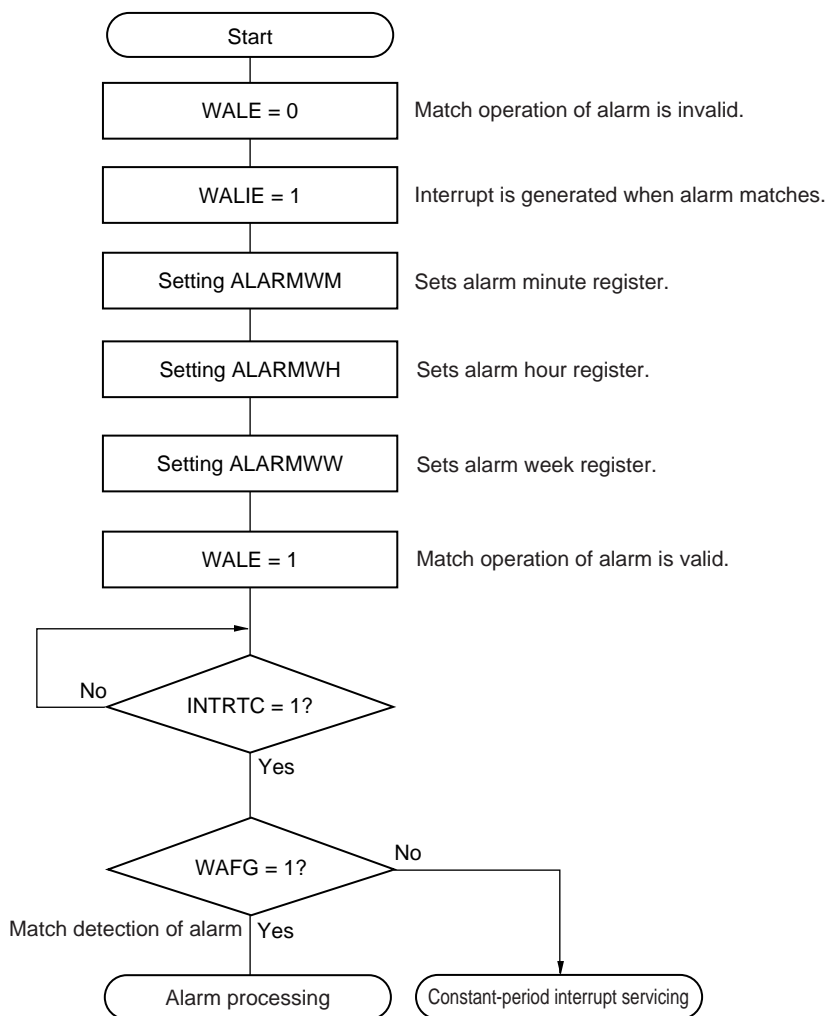 Start
WALE = 0
Match operation of alarm is invalid.
WALIE = 1
Interrupt is generated when alarm matches.
Setting ALARMWM
Sets alarm minute register.
Setting ALARMWH
Sets alarm hour register.
Setting ALARMWW
Sets alarm week register.
WALE = 1
Match operation of alarm is valid.
No
INTRTC = 1?
Yes
WAFG = 1?
No
Match detection of alarm
Yes
Alarm processing
Constant-period interrupt servicing